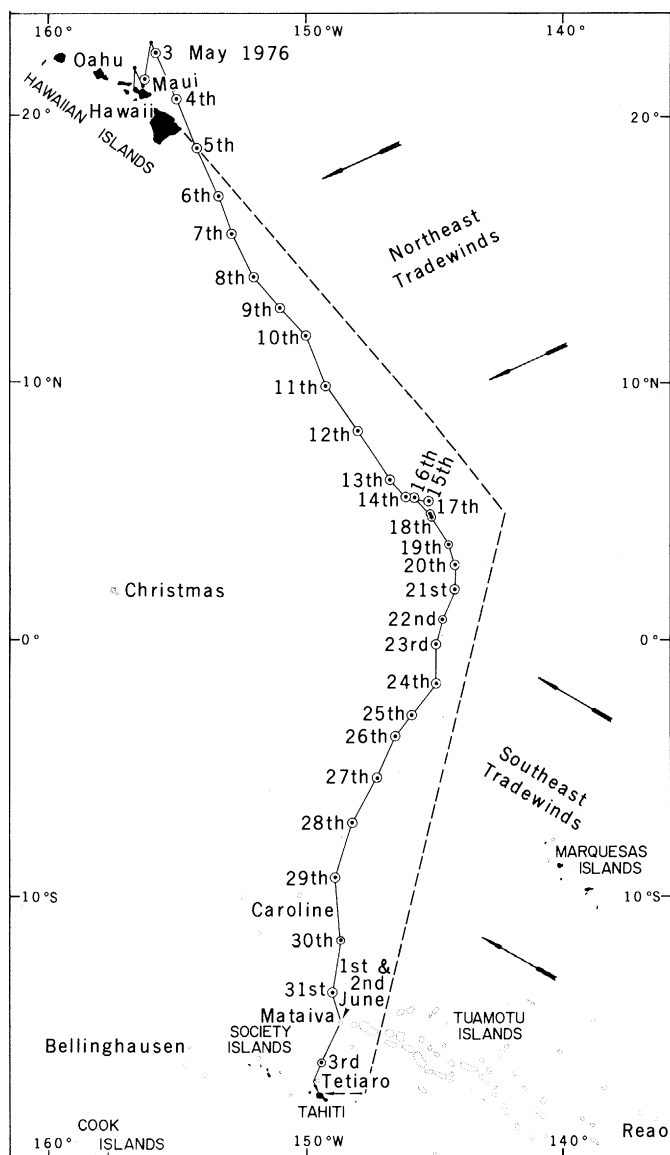 160° 150°W 140°
3 May 1976
Oahu
Maui
Hawaii
HAWAIIAN ISLANDS
4th
20° 20°
5th
6th
7th
Northeast
Tradewinds
8th
9th
10th
10°N 10°N
11th
12th
13th
16th
15th
14th
17th
18th
19th
20th
21st
Christmas
22nd
0° 0°
23rd
24th
25th
26th
Southeast
Tradewinds
27th
28th
MARQUESAS
ISLANDS
29th
10°S 10°S
Caroline
30th
1st &
2nd
June
31st
Mataiva
TUAMOTU
ISLANDS
SOCIETY
ISLANDS
Bellinghausen
3rd
Tetiaro
TAHITI
COOK
ISLANDS
Reao
160° 150°W 140°